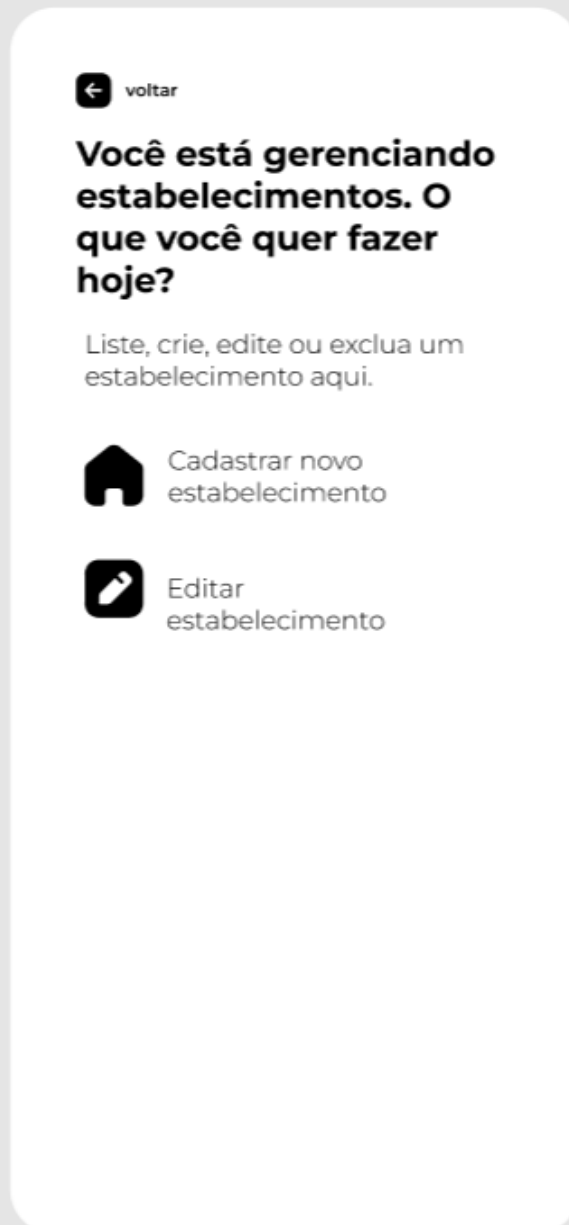 voltar
Você está gerenciando
estabelecimentos. O
que você quer fazer
hoje?
Liste, crie, edite ou exclua um
estabelecimento aqui.
Cadastrar novo
estabelecimento
Editar
estabelecimento